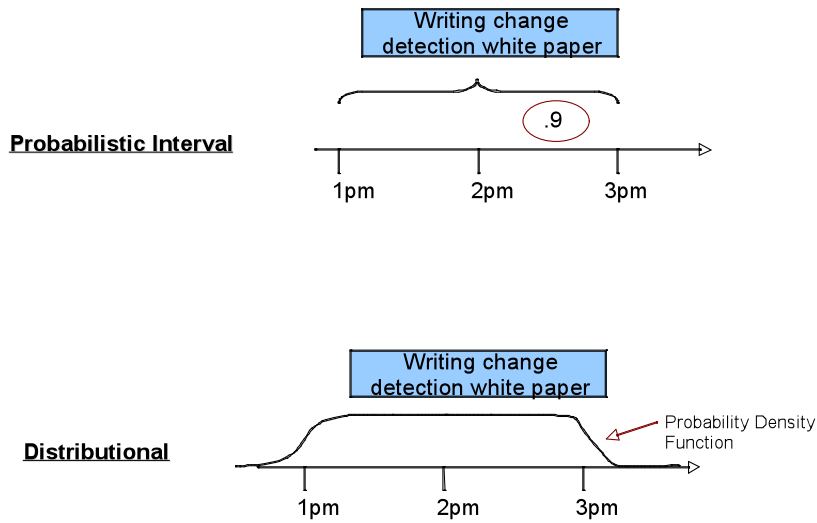 Writing change
detection white paper
.9
Probabilistic Interval
1pm 2pm 3pm
Writing change
detection white paper
Probability Density
Function
Distributional
1pm 2pm 3pm